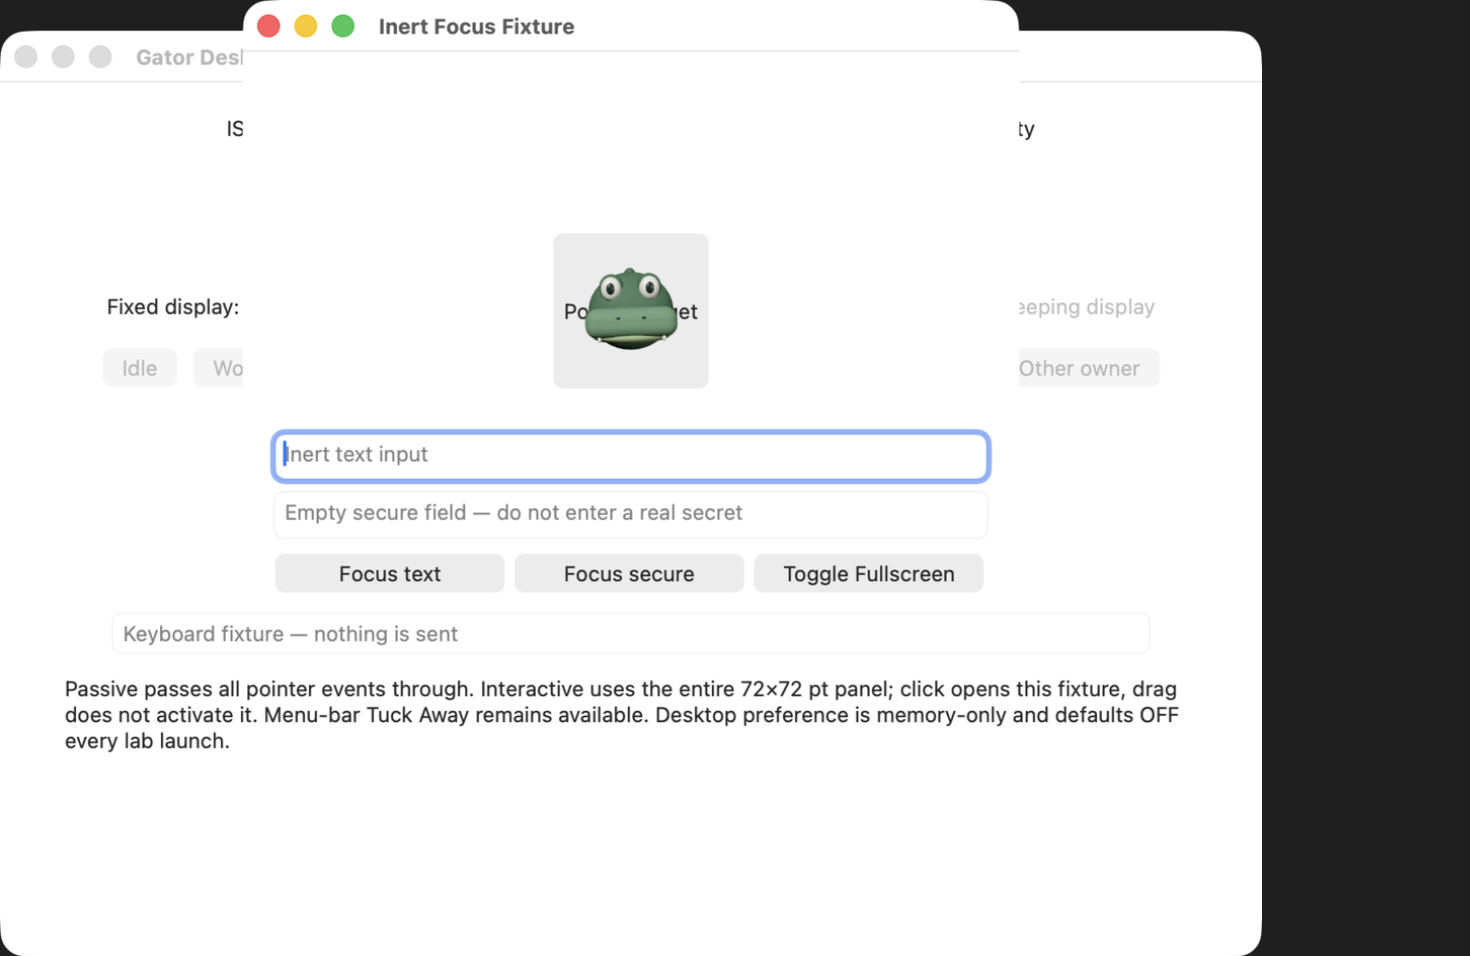 Inert Focus Fixture
Gator Des
IS
ty
Po et
Fixed display:
eeping display
Idle
Wo
Other owner
Inert text input
Empty secure field — do not enter a real secret
Focus text
Focus secure
Toggle Fullscreen
Keyboard fixture — nothing is sent
Passive passes all pointer events through. Interactive uses the entire 72×72 pt panel; click opens this fixture, drag
does not activate it. Menu-bar Tuck Away remains available. Desktop preference is memory-only and defaults OFF
every lab launch.